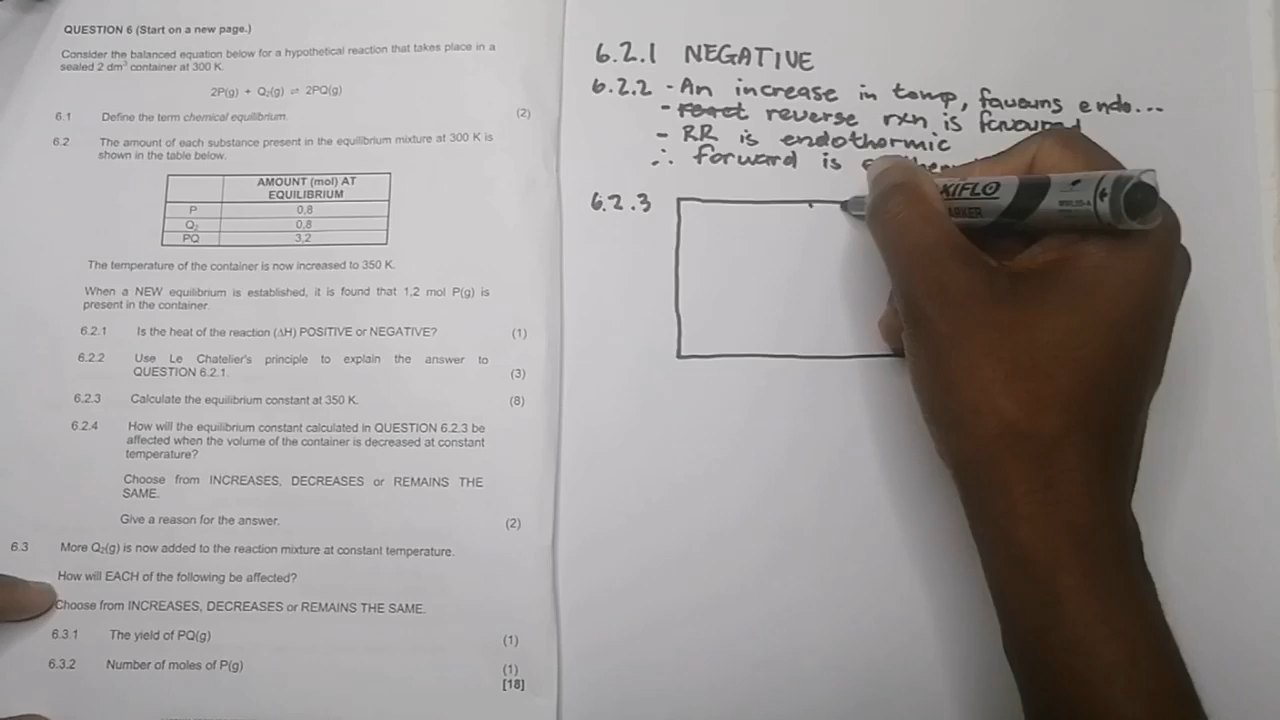 QUESTION 6 (Start on a new page.)
Consider the balanced equation below for a hypothetical reaction that takes place in a
sealed 2 dm³ container at 300 K.
2P(g) + Q₂(g) ⇌ 2PQ(g)
6.1 Define the term chemical equilibrium. (2)
6.2 The amount of each substance present in the equilibrium mixture at 300 K is
shown in the table below.
AMOUNT (mol) AT
EQUILIBRIUM
P 0,8
Q₂ 0,8
PQ 3,2
The temperature of the container is now increased to 350 K.
When a NEW equilibrium is established, it is found that 1,2 mol P(g) is
present in the container.
6.2.1 Is the heat of the reaction (ΔH) POSITIVE or NEGATIVE? (1)
6.2.2 Use Le Chatelier's principle to explain the answer to
QUESTION 6.2.1. (3)
6.2.3 Calculate the equilibrium constant at 350 K. (8)
6.2.4 How will the equilibrium constant calculated in QUESTION 6.2.3 be
affected when the volume of the container is decreased at constant
temperature?
Choose from INCREASES, DECREASES or REMAINS THE
SAME.
Give a reason for the answer. (2)
6.3 More Q₂(g) is now added to the reaction mixture at constant temperature.
How will EACH of the following be affected?
Choose from INCREASES, DECREASES or REMAINS THE SAME.
6.3.1 The yield of PQ(g) (1)
6.3.2 Number of moles of P(g) (1)
[18]
6.2.1 NEGATIVE
6.2.2 - An increase in temp, favours endo...
- reverse rxn is favoured
- RR is endothermic
∴ forward is
6.2.3